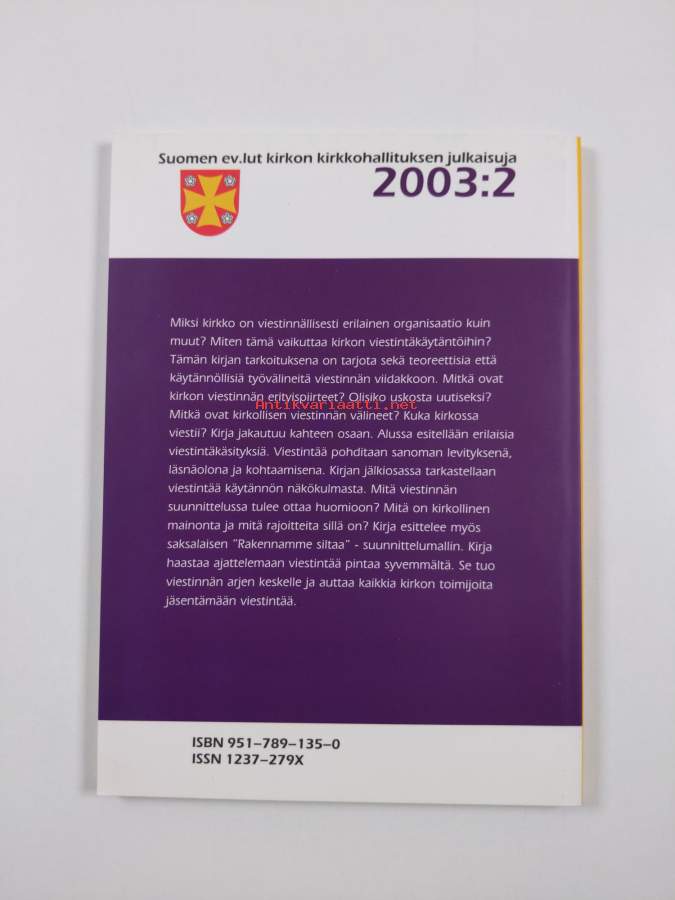 Suomen ev.lut kirkon kirkkohallituksen julkaisuja
2003:2
Miksi kirkko on viestinnällisesti erilainen organisaatio kuin
muut? Miten tämä vaikuttaa kirkon viestintäkäytäntöihin?
Tämän kirjan tarkoituksena on tarjota sekä teoreettisia että
käytännöllisiä työvälineitä viestinnän viidakkoon. Mitkä ovat
kirkon viestinnän erityispiirteet? Olisiko uskosta uutiseksi?
Antikvariaatti.net
Mitkä ovat kirkollisen viestinnän välineet? Kuka kirkossa
viestii? Kirja jakautuu kahteen osaan. Alussa esitellään erilaisia
viestintäkäsityksiä. Viestintää pohditaan sanoman levityksenä,
läsnäolona ja kohtaamisena. Kirjan jälkiosassa tarkastellaan
viestintää käytännön näkökulmasta. Mitä viestinnän
suunnittelussa tulee ottaa huomioon? Mitä on kirkollinen
mainonta ja mitä rajoitteita sillä on? Kirja esittelee myös
saksalaisen ”Rakennamme siltaa” - suunnittelumallin. Kirja
haastaa ajattelemaan viestintää pintaa syvemmältä. Se tuo
viestinnän arjen keskelle ja auttaa kaikkia kirkon toimijoita
jäsentämään viestintää.
ISBN 951–789–135–0
ISSN 1237–279X